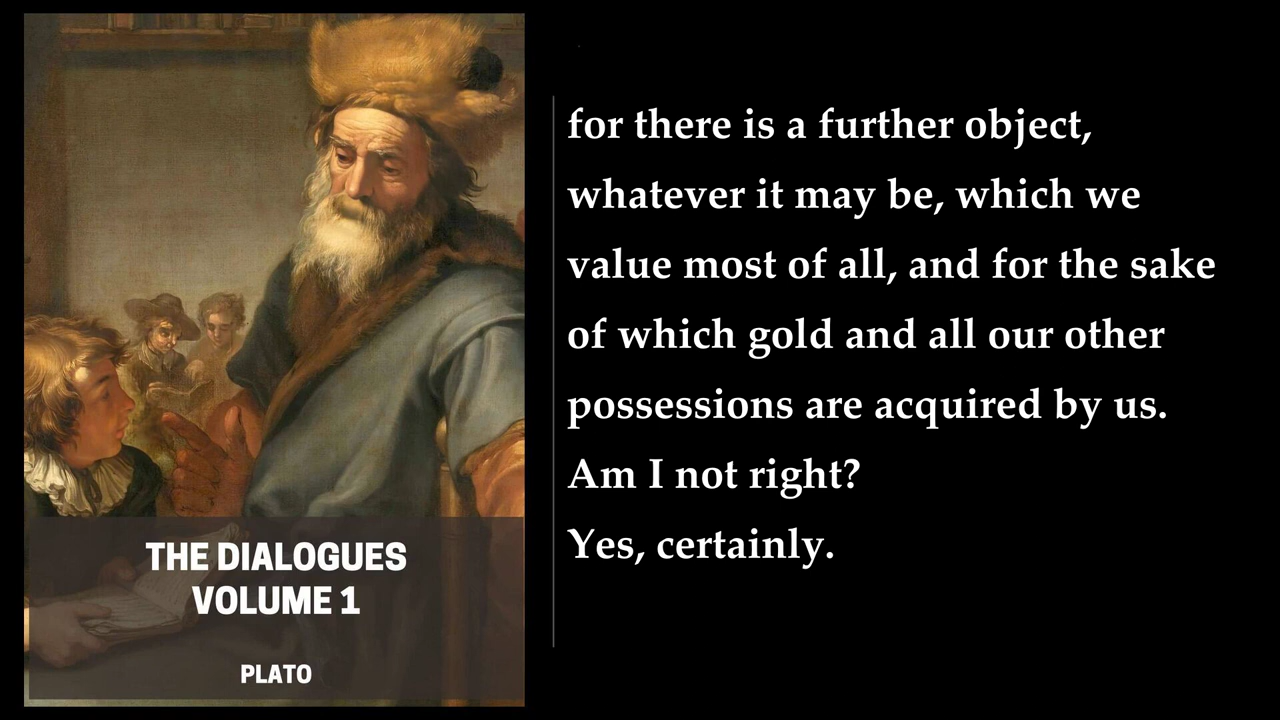 for there is a further object,
whatever it may be, which we
value most of all, and for the sake
of which gold and all our other
possessions are acquired by us.
Am I not right?
Yes, certainly.
THE DIALOGUES
VOLUME 1
PLATO